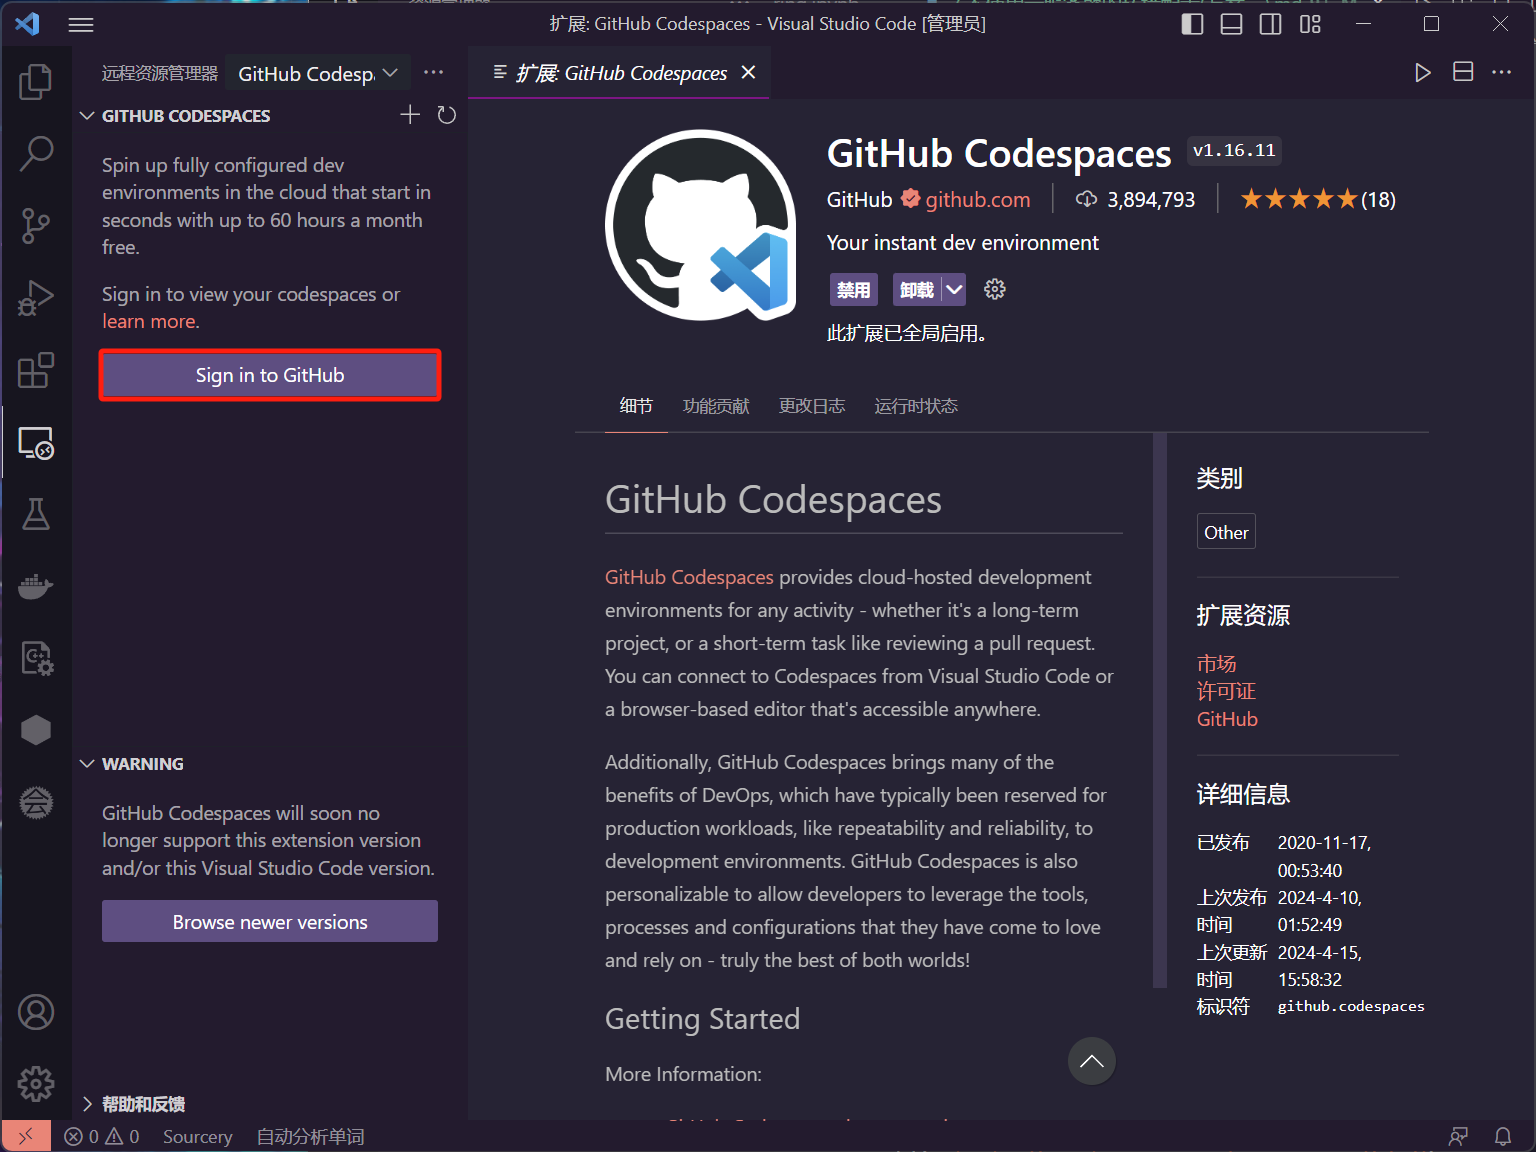 扩展: GitHub Codespaces - Visual Studio Code [管理员]
远程资源管理器
GitHub Codesp
扩展: GitHub Codespaces
GITHUB CODESPACES
Spin up fully configured dev
environments in the cloud that start in
seconds with up to 60 hours a month
free.
Sign in to view your codespaces or
learn more.
Sign in to GitHub
WARNING
GitHub Codespaces will soon no
longer support this extension version
and/or this Visual Studio Code version.
Browse newer versions
帮助和反馈
GitHub Codespaces
v1.16.11
GitHub
github.com
3,894,793
(18)
Your instant dev environment
禁用
卸载
此扩展已全局启用。
细节
功能贡献
更改日志
运行时状态
GitHub Codespaces
GitHub Codespaces provides cloud-hosted development
environments for any activity - whether it's a long-term
project, or a short-term task like reviewing a pull request.
You can connect to Codespaces from Visual Studio Code or
a browser-based editor that's accessible anywhere.
Additionally, GitHub Codespaces brings many of the
benefits of DevOps, which have typically been reserved for
production workloads, like repeatability and reliability, to
development environments. GitHub Codespaces is also
personalizable to allow developers to leverage the tools,
processes and configurations that they have come to love
and rely on - truly the best of both worlds!
Getting Started
More Information:
类别
Other
扩展资源
市场
许可证
GitHub
详细信息
已发布 2020-11-17,
00:53:40
上次发布 2024-4-10,
时间 01:52:49
上次更新 2024-4-15,
时间 15:58:32
标识符 github.codespaces
0
0
Sourcery
自动分析单词